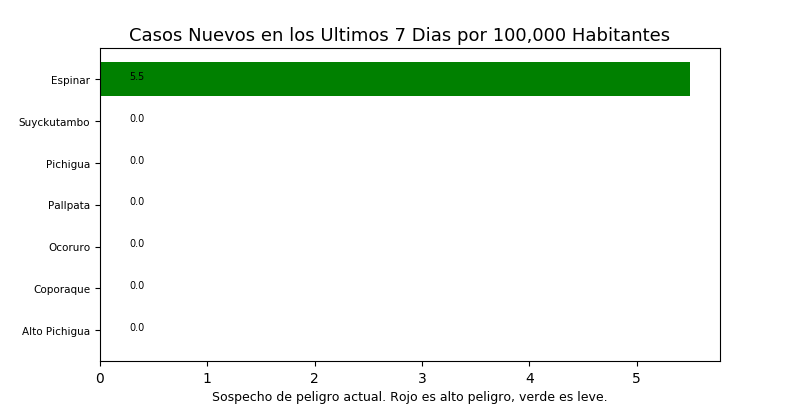 Casos Nuevos en los Ultimos 7 Dias por 100,000 Habitantes
Espinar 5.5
Suyckutambo 0.0
Pichigua 0.0
Pallpata 0.0
Ocoruro 0.0
Coporaque 0.0
Alto Pichigua 0.0
0 1 2 3 4 5
Sospecho de peligro actual. Rojo es alto peligro, verde es leve.